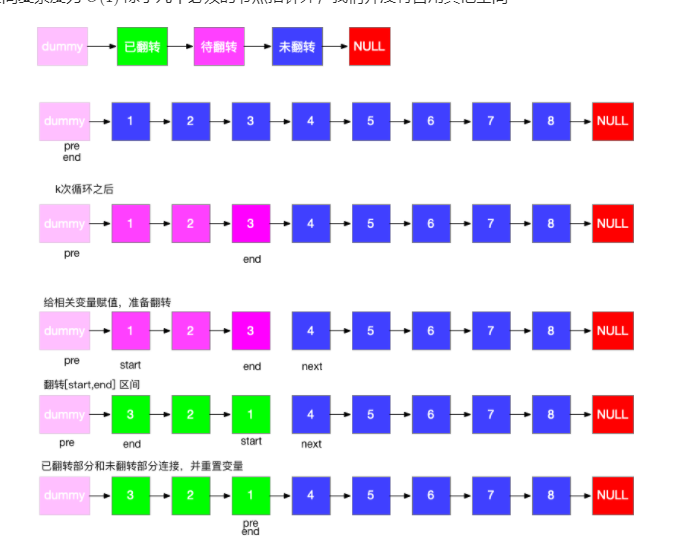 dummy 已翻转 待翻转 未翻转 NULL
dummy 1 2 3 4 5 6 7 8 NULL
pre
end
k次循环之后
dummy 1 2 3 4 5 6 7 8 NULL
pre end
给相关变量赋值，准备翻转
dummy 1 2 3 4 5 6 7 8 NULL
pre start end next
翻转[start,end] 区间
dummy 3 2 1 4 5 6 7 8 NULL
pre end start next
已翻转部分和未翻转部分连接，并重置变量
dummy 3 2 1 4 5 6 7 8 NULL
pre
end